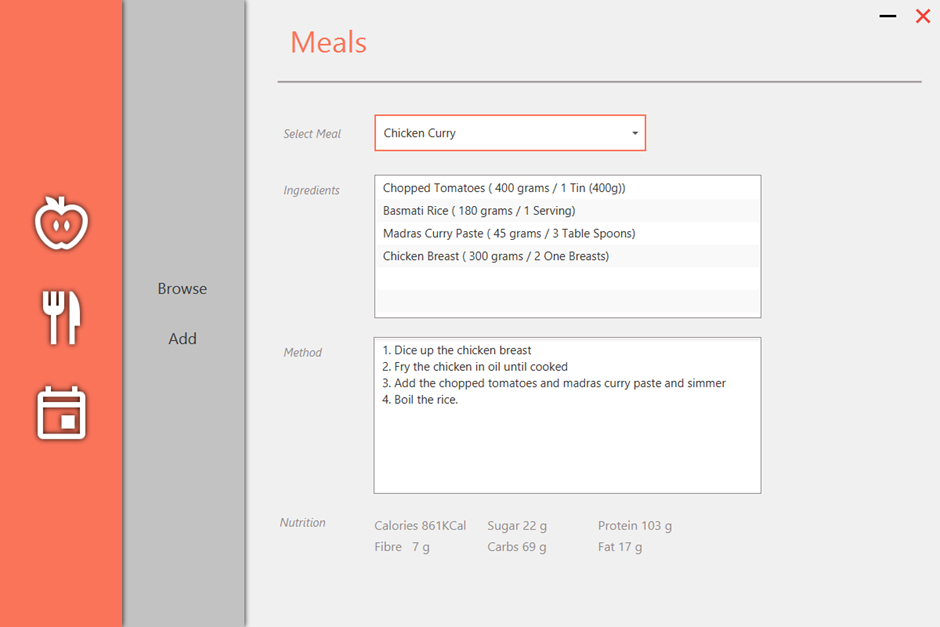 Meals
Select Meal
Chicken Curry
Ingredients
Chopped Tomatoes ( 400 grams / 1 Tin (400g))
Basmati Rice ( 180 grams / 1 Serving)
Madras Curry Paste ( 45 grams / 3 Table Spoons)
Chicken Breast ( 300 grams / 2 One Breasts)
Browse
Add
Method
1. Dice up the chicken breast
2. Fry the chicken in oil until cooked
3. Add the chopped tomatoes and madras curry paste and simmer
4. Boil the rice.
Nutrition
Calories 861KCal Sugar 22 g Protein 103 g
Fibre 7 g Carbs 69 g Fat 17 g